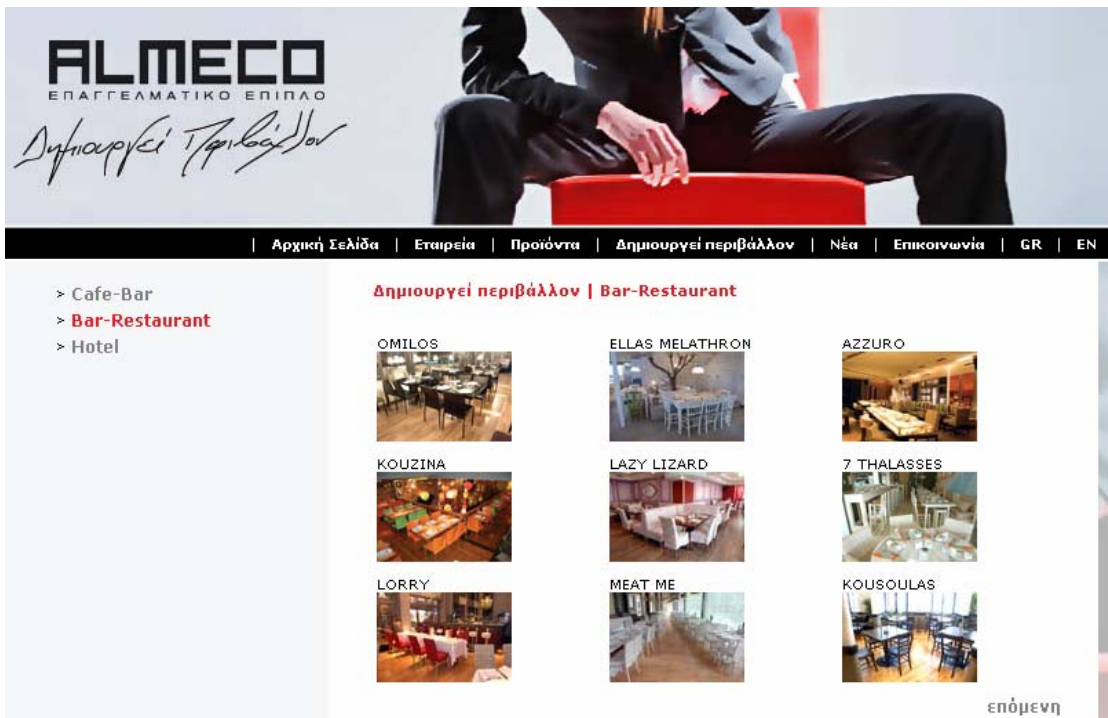 ALMECO
ΕΠΑΓΓΕΛΜΑΤΙΚΟ ΕΠΙΠΛΟ
Δημιουργεί Περιβάλλον
| Αρχική Σελίδα | Εταιρεία | Προϊόντα | Δημιουργεί περιβάλλον | Νέα | Επικοινωνία | GR | EN
> Cafe-Bar
> Bar-Restaurant
> Hotel
Δημιουργεί περιβάλλον | Bar-Restaurant
OMILOS ELLAS MELATHRON AZZURO
KOUZINA LAZY LIZARD 7 THALASSES
LORRY MEAT ME KOUSOULAS
επόμενη